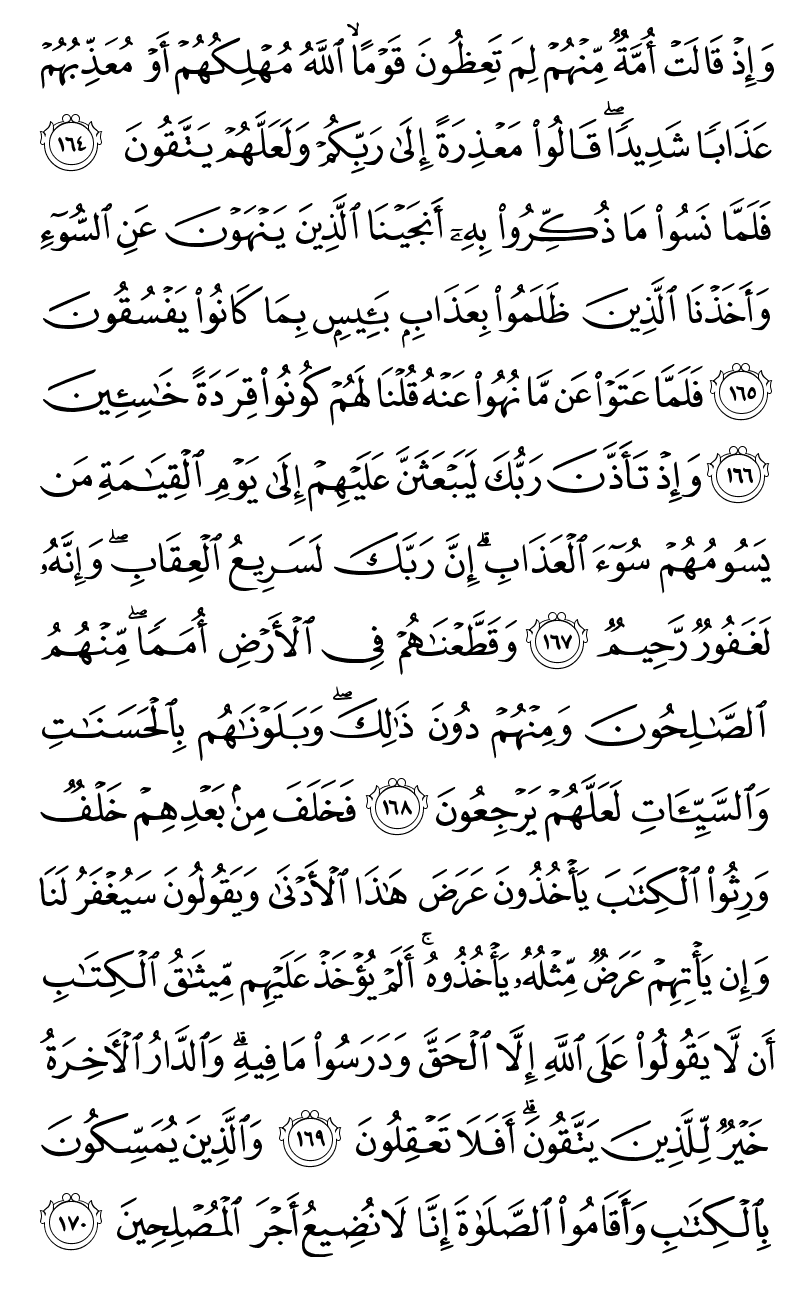 وَإِذۡ قَالَتۡ أُمَّةٞ مِّنۡهُمۡ لِمَ تَعِظُونَ قَوۡمًا ٱللَّهُ مُهۡلِكُهُمۡ أَوۡ مُعَذِّبُهُمۡ
عَذَابٗا شَدِيدٗاۖ قَالُواْ مَعۡذِرَةً إِلَىٰ رَبِّكُمۡ وَلَعَلَّهُمۡ يَتَّقُونَ ١٦٤
فَلَمَّا نَسُواْ مَا ذُكِّرُواْ بِهِۦٓ أَنجَيۡنَا ٱلَّذِينَ يَنۡهَوۡنَ عَنِ ٱلسُّوٓءِ
وَأَخَذۡنَا ٱلَّذِينَ ظَلَمُواْ بِعَذَابِۭ بَـِٔيسِۭ بِمَا كَانُواْ يَفۡسُقُونَ
١٦٥ فَلَمَّا عَتَوۡاْ عَن مَّا نُهُواْ عَنۡهُ قُلۡنَا لَهُمۡ كُونُواْ قِرَدَةً خَٰسِـِٔينَ
١٦٦ وَإِذۡ تَأَذَّنَ رَبُّكَ لَيَبۡعَثَنَّ عَلَيۡهِمۡ إِلَىٰ يَوۡمِ ٱلۡقِيَٰمَةِ مَن
يَسُومُهُمۡ سُوٓءَ ٱلۡعَذَابِۗ إِنَّ رَبَّكَ لَسَرِيعُ ٱلۡعِقَابِۖ وَإِنَّهُۥ
لَغَفُورٞ رَّحِيمٞ ١٦٧ وَقَطَّعۡنَٰهُمۡ فِي ٱلۡأَرۡضِ أُمَمٗاۖ مِّنۡهُمُ
ٱلصَّٰلِحُونَ وَمِنۡهُمۡ دُونَ ذَٰلِكَۖ وَبَلَوۡنَٰهُم بِٱلۡحَسَنَٰتِ
وَٱلسَّيِّـَٔاتِ لَعَلَّهُمۡ يَرۡجِعُونَ ١٦٨ فَخَلَفَ مِنۢ بَعۡدِهِمۡ خَلۡفٞ
وَرِثُواْ ٱلۡكِتَٰبَ يَأۡخُذُونَ عَرَضَ هَٰذَا ٱلۡأَدۡنَىٰ وَيَقُولُونَ سَيُغۡفَرُ لَنَا
وَإِن يَأۡتِهِمۡ عَرَضٞ مِّثۡلُهُۥ يَأۡخُذُوهُۚ أَلَمۡ يُؤۡخَذۡ عَلَيۡهِم مِّيثَٰقُ ٱلۡكِتَٰبِ
أَن لَّا يَقُولُواْ عَلَى ٱللَّهِ إِلَّا ٱلۡحَقَّ وَدَرَسُواْ مَا فِيهِۗ وَٱلدَّارُ ٱلۡأٓخِرَةُ
خَيۡرٞ لِّلَّذِينَ يَتَّقُونَۚ أَفَلَا تَعۡقِلُونَ ١٦٩ وَٱلَّذِينَ يُمَسِّكُونَ
بِٱلۡكِتَٰبِ وَأَقَامُواْ ٱلصَّلَوٰةَ إِنَّا لَا نُضِيعُ أَجۡرَ ٱلۡمُصۡلِحِينَ ١٧٠